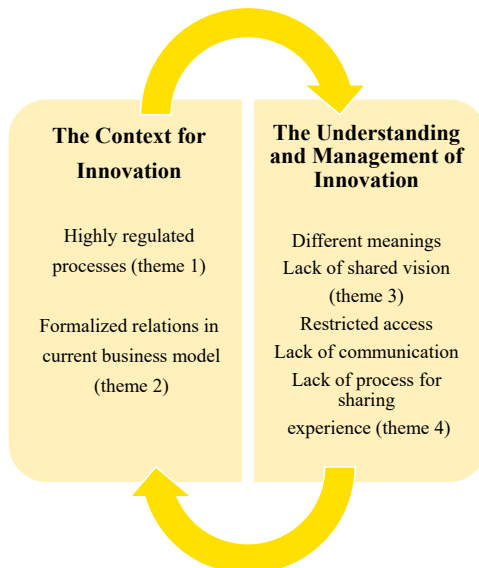 The Context for
Innovation
Highly regulated
processes (theme 1)
Formalized relations in
current business model
(theme 2)
The Understanding
and Management of
Innovation
Different meanings
Lack of shared vision
(theme 3)
Restricted access
Lack of communication
Lack of process for
sharing
experience (theme 4)